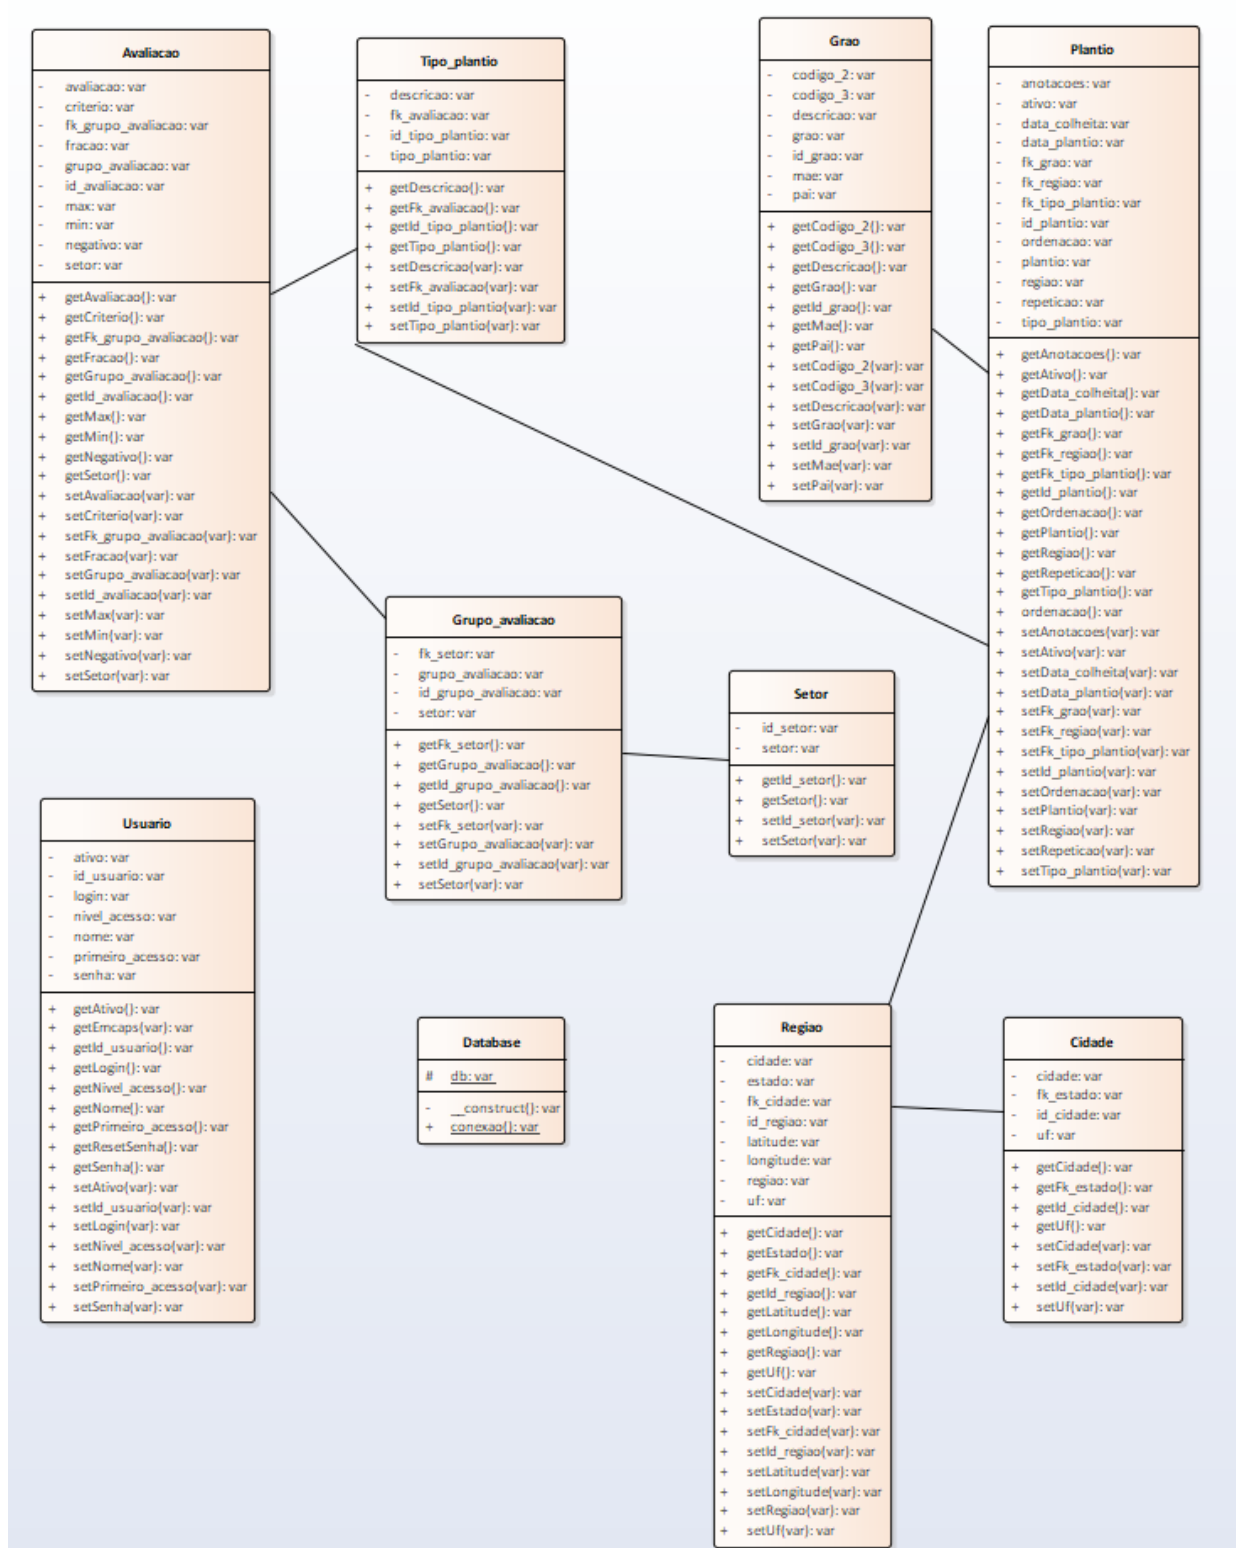 Avaliacao
- avaliacao: var
- criterio: var
- fk_grupo_avaliacao: var
- fracao: var
- grupo_avaliacao: var
- id_avaliacao: var
- max: var
- min: var
- negativo: var
- setor: var
+ getAvaliacao(): var
+ getCriterio(): var
+ getFk_grupo_avaliacao(): var
+ getFracao(): var
+ getGrupo_avaliacao(): var
+ getId_avaliacao(): var
+ getMax(): var
+ getMin(): var
+ getNegativo(): var
+ getSetor(): var
+ setAvaliacao(var): var
+ setCriterio(var): var
+ setFk_grupo_avaliacao(var): var
+ setFracao(var): var
+ setGrupo_avaliacao(var): var
+ setId_avaliacao(var): var
+ setMax(var): var
+ setMin(var): var
+ setNegativo(var): var
+ setSetor(var): var
Tipo_plantio
- descricao: var
- fk_avaliacao: var
- id_tipo_plantio: var
- tipo_plantio: var
+ getDescricao(): var
+ getFk_avaliacao(): var
+ getId_tipo_plantio(): var
+ getTipo_plantio(): var
+ setDescricao(var): var
+ setFk_avaliacao(var): var
+ setId_tipo_plantio(var): var
+ setTipo_plantio(var): var
Grao
- codigo_2: var
- codigo_3: var
- descricao: var
- grao: var
- id_grao: var
- mae: var
- pai: var
+ getCodigo_2(): var
+ getCodigo_3(): var
+ getDescricao(): var
+ getGrao(): var
+ getId_grao(): var
+ getMae(): var
+ getPai(): var
+ setCodigo_2(var): var
+ setCodigo_3(var): var
+ setDescricao(var): var
+ setGrao(var): var
+ setId_grao(var): var
+ setMae(var): var
+ setPai(var): var
Plantio
- anotacoes: var
- ativo: var
- data_colheita: var
- data_plantio: var
- fk_grao: var
- fk_regiao: var
- fk_tipo_plantio: var
- id_plantio: var
- ordenacao: var
- plantio: var
- regiao: var
- repeticao: var
- tipo_plantio: var
+ getAnotacoes(): var
+ getAtivo(): var
+ getData_colheita(): var
+ getData_plantio(): var
+ getFk_grao(): var
+ getFk_regiao(): var
+ getFk_tipo_plantio(): var
+ getId_plantio(): var
+ getOrdenacao(): var
+ getPlantio(): var
+ getRegiao(): var
+ getRepeticao(): var
+ getTipo_plantio(): var
+ ordenacao(): var
+ setAnotacoes(var): var
+ setAtivo(var): var
+ setData_colheita(var): var
+ setData_plantio(var): var
+ setFk_grao(var): var
+ setFk_regiao(var): var
+ setFk_tipo_plantio(var): var
+ setId_plantio(var): var
+ setOrdenacao(var): var
+ setPlantio(var): var
+ setRegiao(var): var
+ setRepeticao(var): var
+ setTipo_plantio(var): var
Grupo_avaliacao
- fk_setor: var
- grupo_avaliacao: var
- id_grupo_avaliacao: var
- setor: var
+ getFk_setor(): var
+ getGrupo_avaliacao(): var
+ getId_grupo_avaliacao(): var
+ getSetor(): var
+ setFk_setor(var): var
+ setGrupo_avaliacao(var): var
+ setId_grupo_avaliacao(var): var
+ setSetor(var): var
Setor
- id_setor: var
- setor: var
+ getId_setor(): var
+ getSetor(): var
+ setId_setor(var): var
+ setSetor(var): var
Usuario
- ativo: var
- id_usuario: var
- login: var
- nivel_acesso: var
- nome: var
- primeiro_acesso: var
- senha: var
+ getAtivo(): var
+ getEmcaps(var): var
+ getId_usuario(): var
+ getLogin(): var
+ getNivel_acesso(): var
+ getNome(): var
+ getPrimeiro_acesso(): var
+ getResetSenha(): var
+ getSenha(): var
+ setAtivo(var): var
+ setId_usuario(var): var
+ setLogin(var): var
+ setNivel_acesso(var): var
+ setNome(var): var
+ setPrimeiro_acesso(var): var
+ setSenha(var): var
Database
# db: var
- __construct(): var
+ conexao(): var
Regiao
- cidade: var
- estado: var
- fk_cidade: var
- id_regiao: var
- latitude: var
- longitude: var
- regiao: var
- uf: var
+ getCidade(): var
+ getEstado(): var
+ getFk_cidade(): var
+ getId_regiao(): var
+ getLatitude(): var
+ getLongitude(): var
+ getRegiao(): var
+ getUf(): var
+ setCidade(var): var
+ setEstado(var): var
+ setFk_cidade(var): var
+ setId_regiao(var): var
+ setLatitude(var): var
+ setLongitude(var): var
+ setRegiao(var): var
+ setUf(var): var
Cidade
- cidade: var
- fk_estado: var
- id_cidade: var
- uf: var
+ getCidade(): var
+ getFk_estado(): var
+ getId_cidade(): var
+ getUf(): var
+ setCidade(var): var
+ setFk_estado(var): var
+ setId_cidade(var): var
+ setUf(var): var